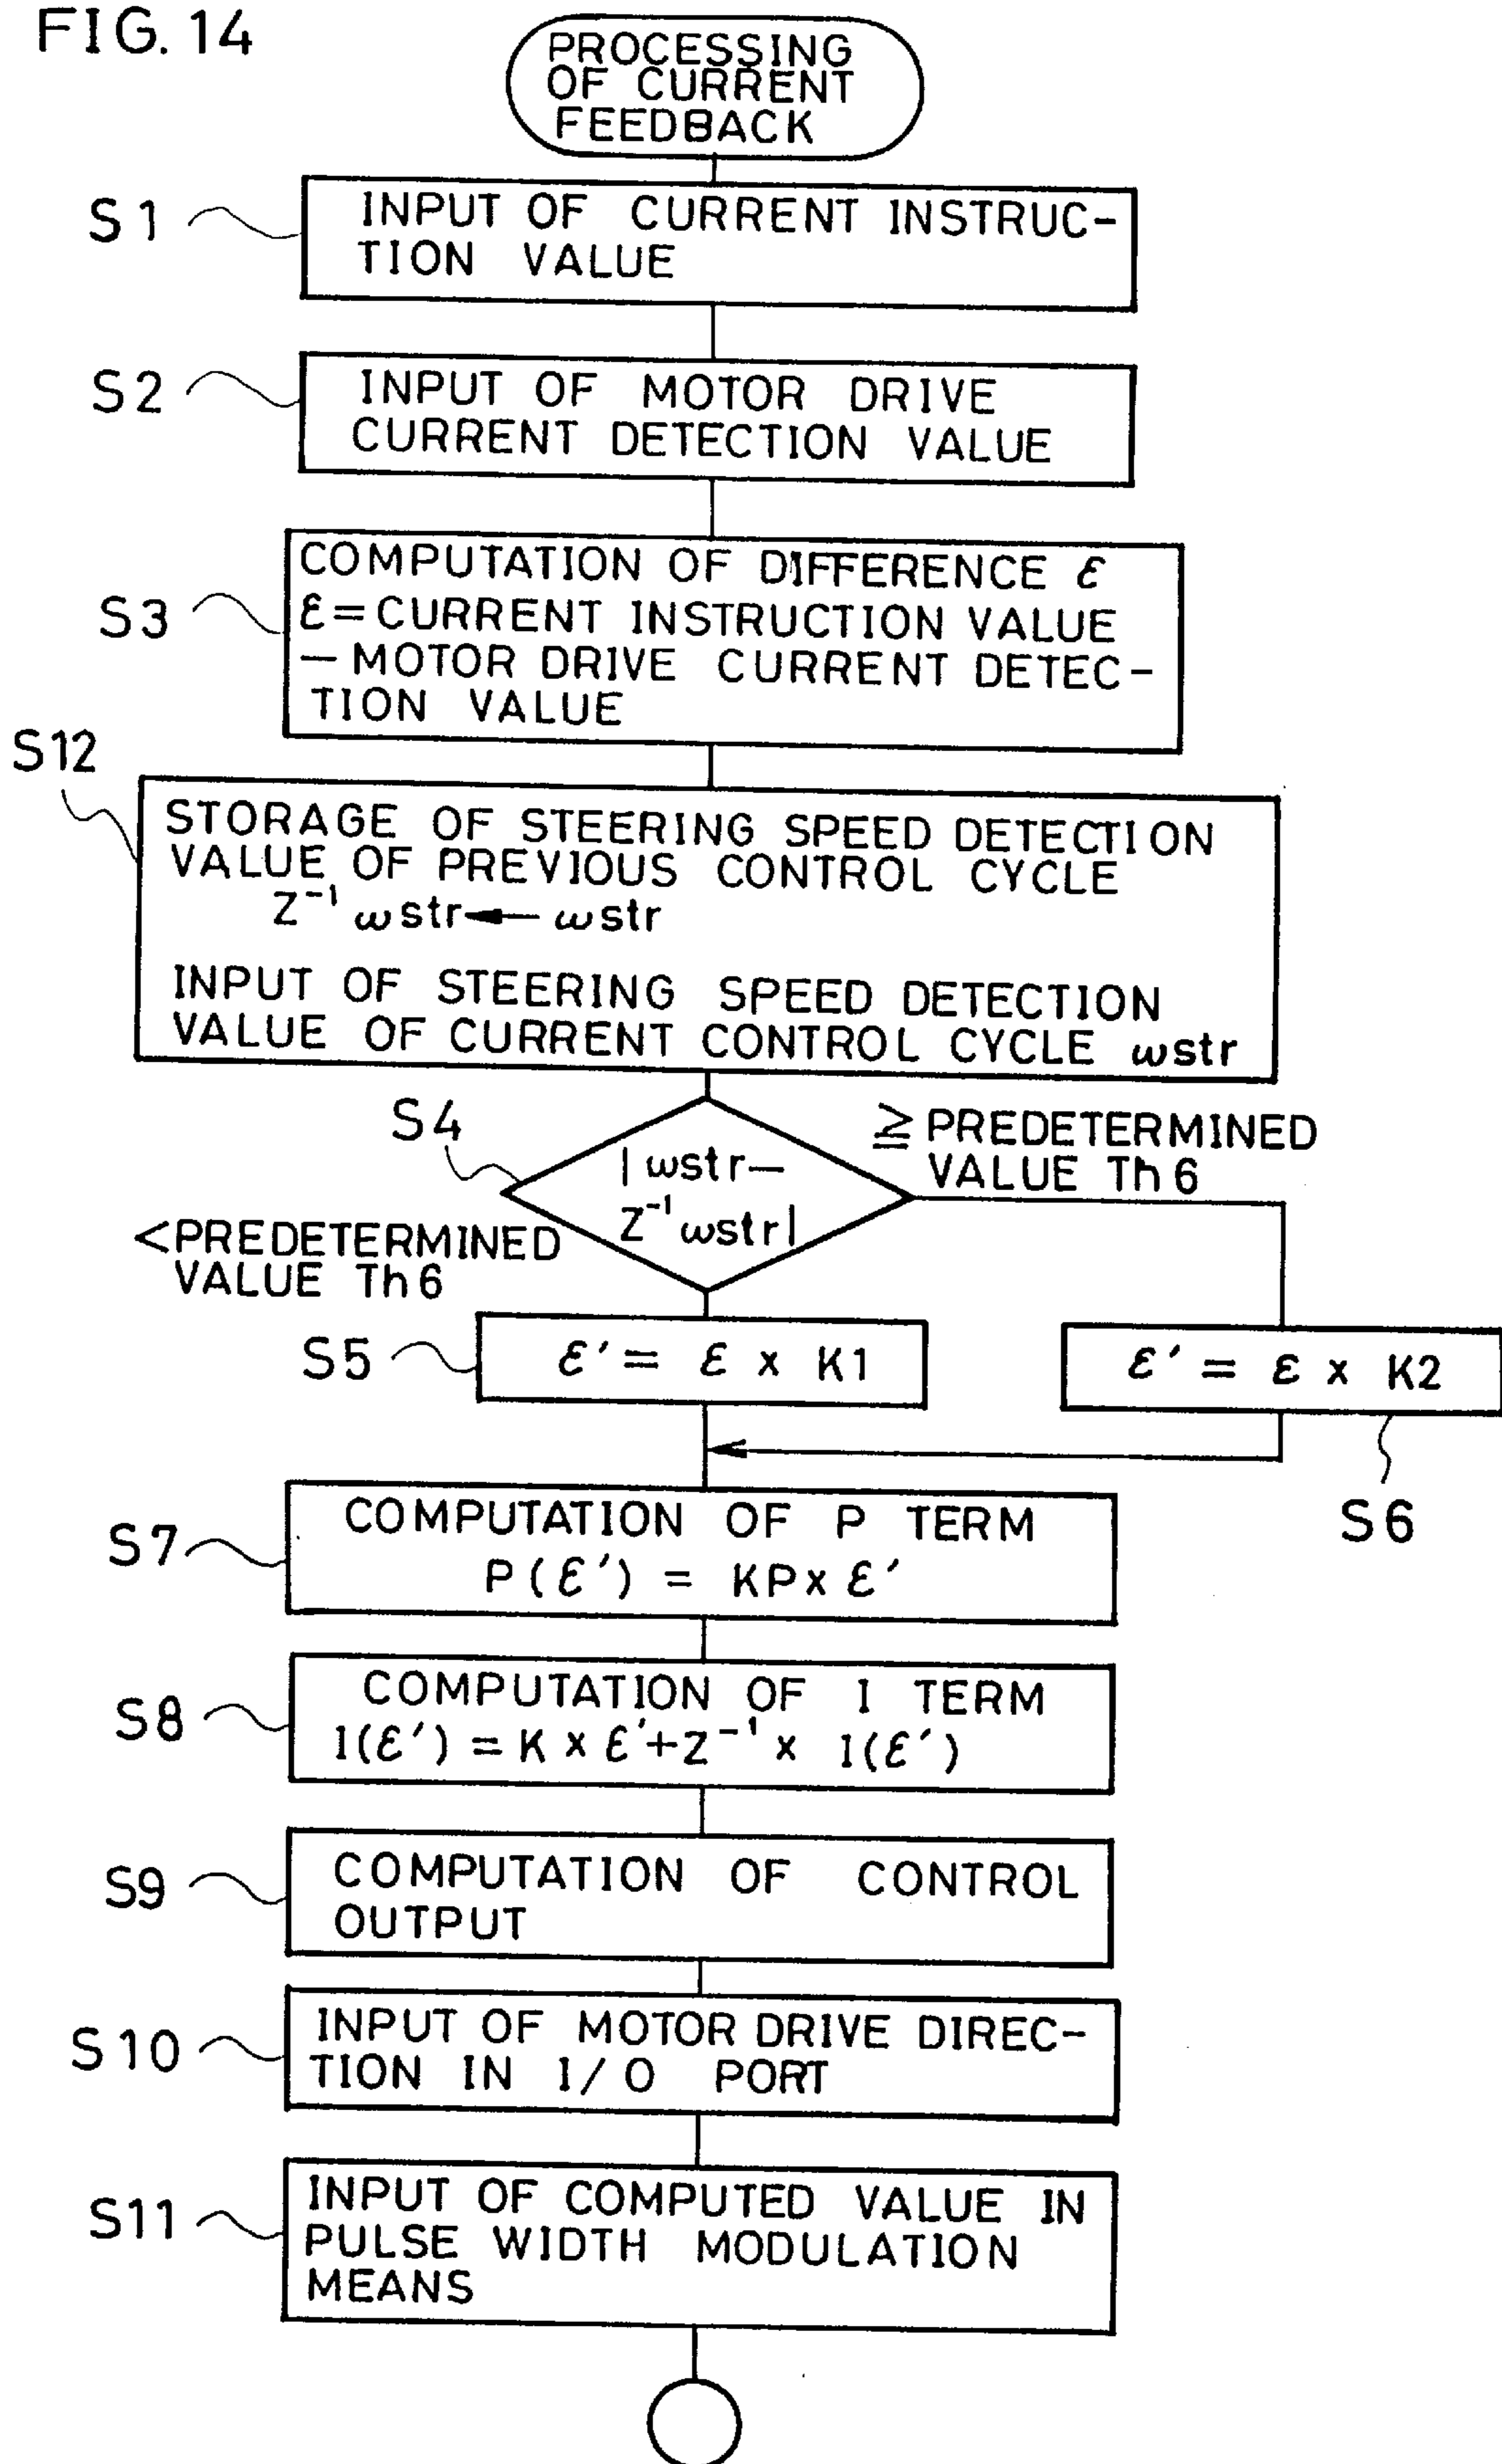 FIG. 14
PROCESSING
OF CURRENT
FEEDBACK
S1
INPUT OF CURRENT INSTRUC-
TION VALUE
S2
INPUT OF MOTOR DRIVE
CURRENT DETECTION VALUE
S3
COMPUTATION OF DIFFERENCE ε
ε = CURRENT INSTRUCTION VALUE
– MOTOR DRIVE CURRENT DETEC-
TION VALUE
S12
STORAGE OF STEERING SPEED DETECTION
VALUE OF PREVIOUS CONTROL CYCLE
Z⁻¹ ωstr ← ωstr
INPUT OF STEERING SPEED DETECTION
VALUE OF CURRENT CONTROL CYCLE ωstr
S4
| ωstr –
Z⁻¹ ωstr |
≧ PREDETERMINED
VALUE Th6
< PREDETERMINED
VALUE Th6
S5
ε' = ε x K1
ε' = ε x K2
S6
S7
COMPUTATION OF P TERM
P(ε') = KP x ε'
S8
COMPUTATION OF I TERM
I(ε') = K x ε' + Z⁻¹ x I(ε')
S9
COMPUTATION OF CONTROL
OUTPUT
S10
INPUT OF MOTOR DRIVE DIREC-
TION IN I/O PORT
S11
INPUT OF COMPUTED VALUE IN
PULSE WIDTH MODULATION
MEANS